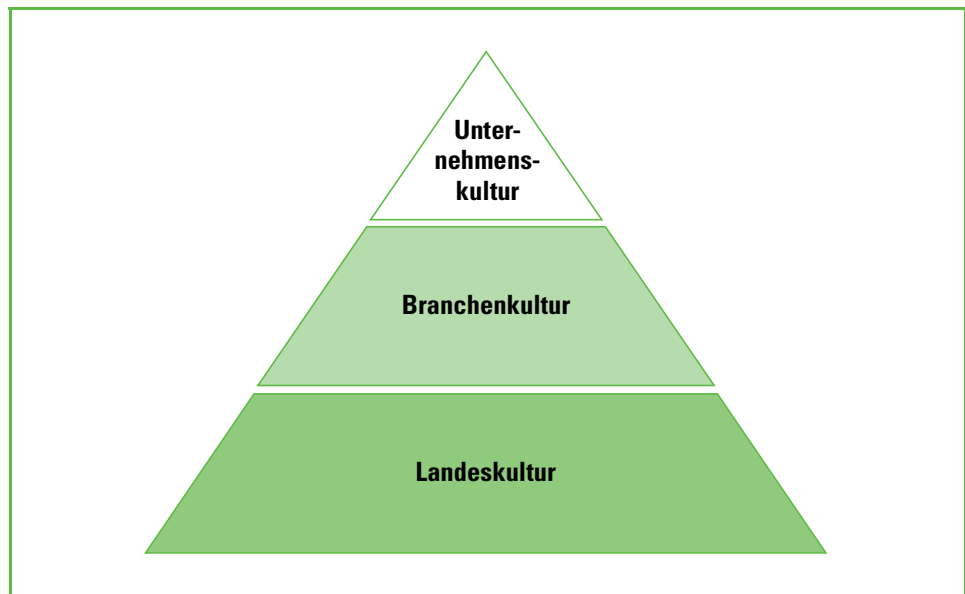 Unter-
nehmens-
kultur
Branchenkultur
Landeskultur